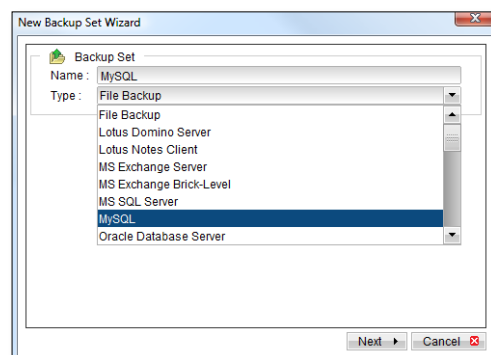 New Backup Set Wizard
Backup Set
Name : MySQL
Type : File Backup
File Backup
Lotus Domino Server
Lotus Notes Client
MS Exchange Server
MS Exchange Brick-Level
MS SQL Server
MySQL
Oracle Database Server
Next Cancel